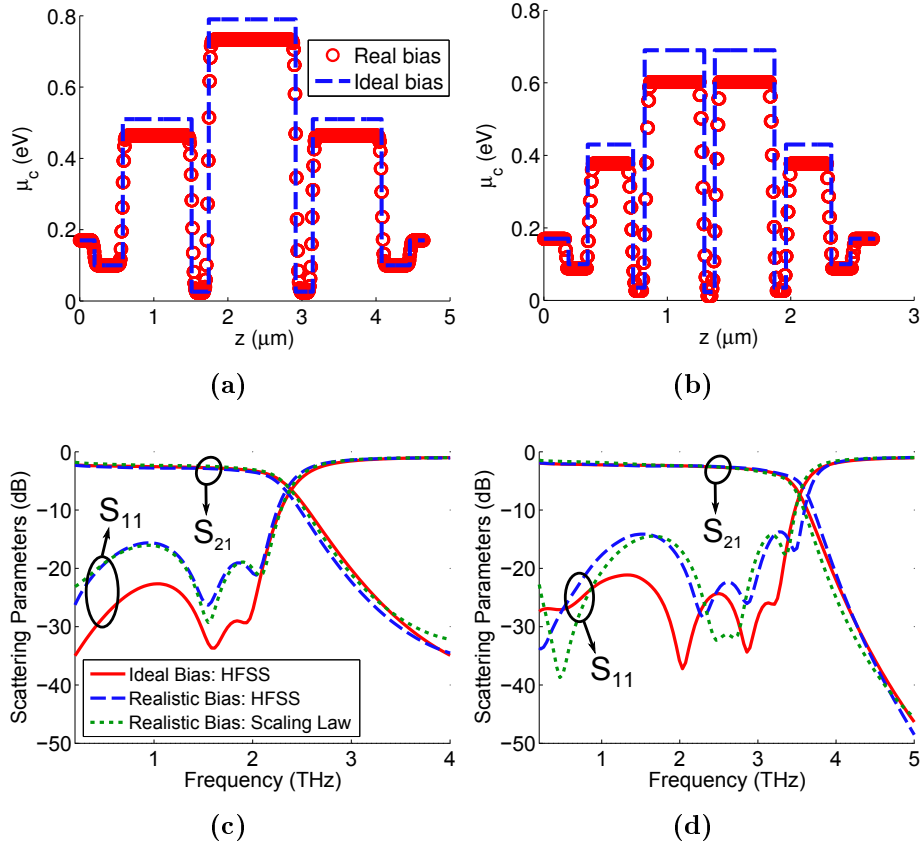 0.8
0.6
0.4
0.2
0
μc (eV)
0 1 2 3 4 5
z (μm)
Real bias
Ideal bias
(a)
0.8
0.6
0.4
0.2
0
μc (eV)
0 1 2 3
z (μm)
(b)
0
−10
−20
−30
−40
−50
Scattering Parameters (dB)
S11
S21
Ideal Bias: HFSS
Realistic Bias: HFSS
Realistic Bias: Scaling Law
1 2 3 4
Frequency (THz)
(c)
0
−10
−20
−30
−40
−50
Scattering Parameters (dB)
S21
S11
1 2 3 4 5
Frequency (THz)
(d)